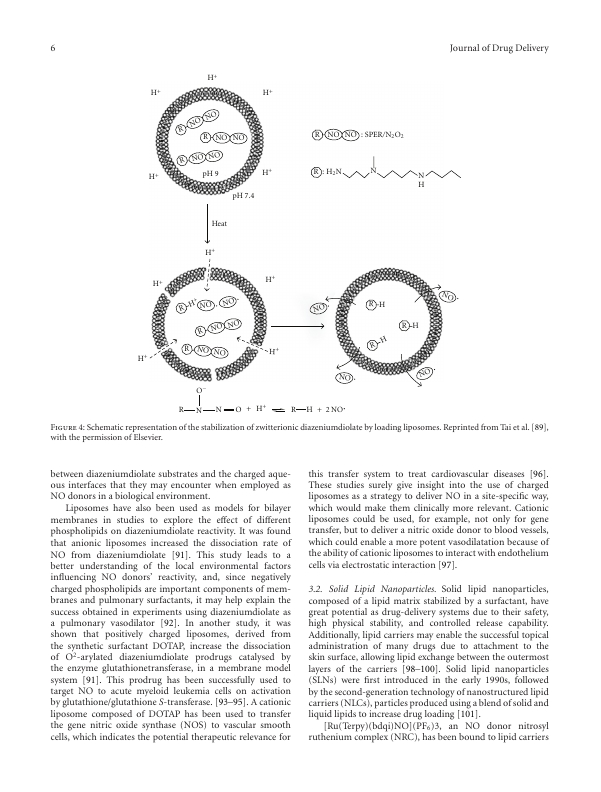 6
Journal of Drug Delivery
H⁺
H⁺
H⁺
R NO NO
R NO NO
R NO NO
R NO NO : SPER/N₂O₂
pH 9
H⁺
H⁺
pH 7.4
R : H₂N
N
N
H
Heat
H⁺
H⁺
H⁺
R-H⁺ NO· NO·
R NO NO
R NO NO
H⁺
H⁺
NO·
NO·
R-H
R-H
R-H
NO·
NO·
O⁻
R—N—N—O + H⁺ ⇌ R—H + 2 NO·
Figure 4: Schematic representation of the stabilization of zwitterionic diazeniumdiolate by loading liposomes. Reprinted from Tai et al. [89],
with the permission of Elsevier.
between diazeniumdiolate substrates and the charged aque-
ous interfaces that they may encounter when employed as
NO donors in a biological environment.
Liposomes have also been used as models for bilayer
membranes in studies to explore the effect of different
phospholipids on diazeniumdiolate reactivity. It was found
that anionic liposomes increased the dissociation rate of
NO from diazeniumdiolate [91]. This study leads to a
better understanding of the local environmental factors
influencing NO donors' reactivity, and, since negatively
charged phospholipids are important components of mem-
branes and pulmonary surfactants, it may help explain the
success obtained in experiments using diazeniumdiolate as
a pulmonary vasodilator [92]. In another study, it was
shown that positively charged liposomes, derived from
the synthetic surfactant DOTAP, increase the dissociation
of O²-arylated diazeniumdiolate prodrugs catalysed by
the enzyme glutathionetransferase, in a membrane model
system [91]. This prodrug has been successfully used to
target NO to acute myeloid leukemia cells on activation
by glutathione/glutathione S-transferase. [93–95]. A cationic
liposome composed of DOTAP has been used to transfer
the gene nitric oxide synthase (NOS) to vascular smooth
cells, which indicates the potential therapeutic relevance for
this transfer system to treat cardiovascular diseases [96].
These studies surely give insight into the use of charged
liposomes as a strategy to deliver NO in a site-specific way,
which would make them clinically more relevant. Cationic
liposomes could be used, for example, not only for gene
transfer, but to deliver a nitric oxide donor to blood vessels,
which could enable a more potent vasodilatation because of
the ability of cationic liposomes to interact with endothelium
cells via electrostatic interaction [97].
3.2. Solid Lipid Nanoparticles. Solid lipid nanoparticles,
composed of a lipid matrix stabilized by a surfactant, have
great potential as drug-delivery systems due to their safety,
high physical stability, and controlled release capability.
Additionally, lipid carriers may enable the successful topical
administration of many drugs due to attachment to the
skin surface, allowing lipid exchange between the outermost
layers of the carriers [98–100]. Solid lipid nanoparticles
(SLNs) were first introduced in the early 1990s, followed
by the second-generation technology of nanostructured lipid
carriers (NLCs), particles produced using a blend of solid and
liquid lipids to increase drug loading [101].
[Ru(Terpy)(bdqi)NO](PF₆)3, an NO donor nitrosyl
ruthenium complex (NRC), has been bound to lipid carriers